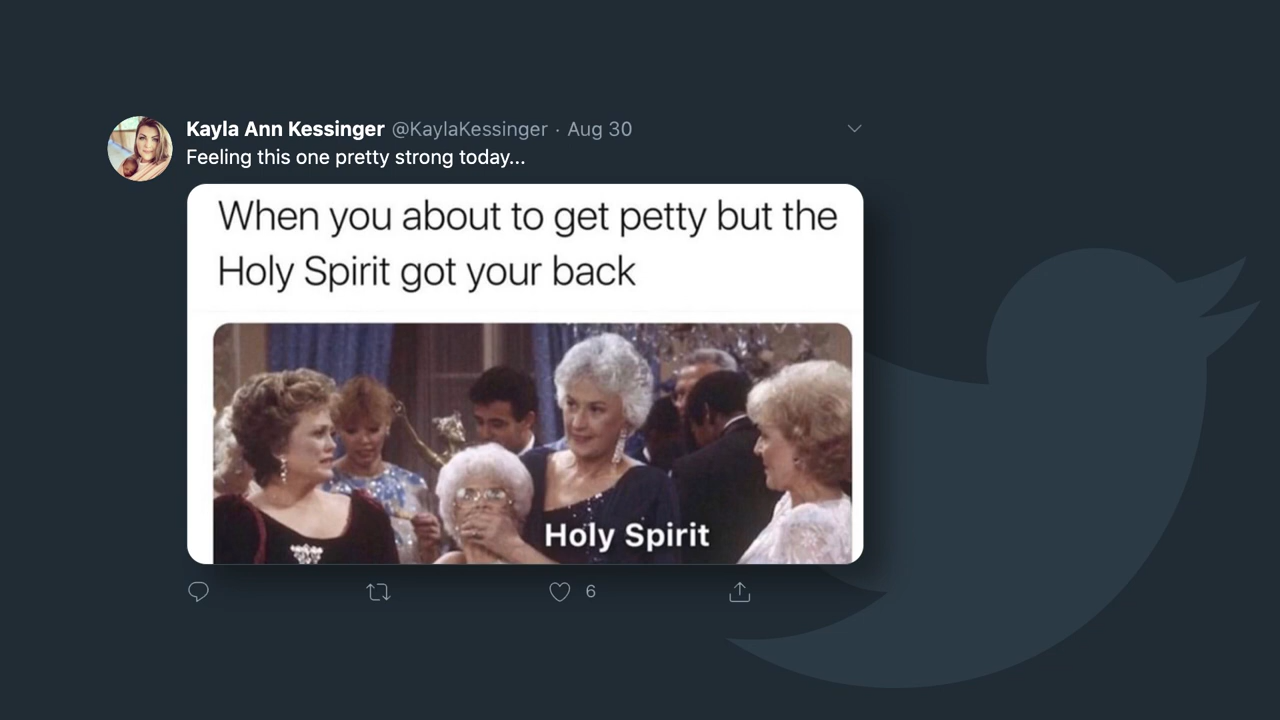 Kayla Ann Kessinger @KaylaKessinger · Aug 30
Feeling this one pretty strong today...
When you about to get petty but the
Holy Spirit got your back
Holy Spirit
6